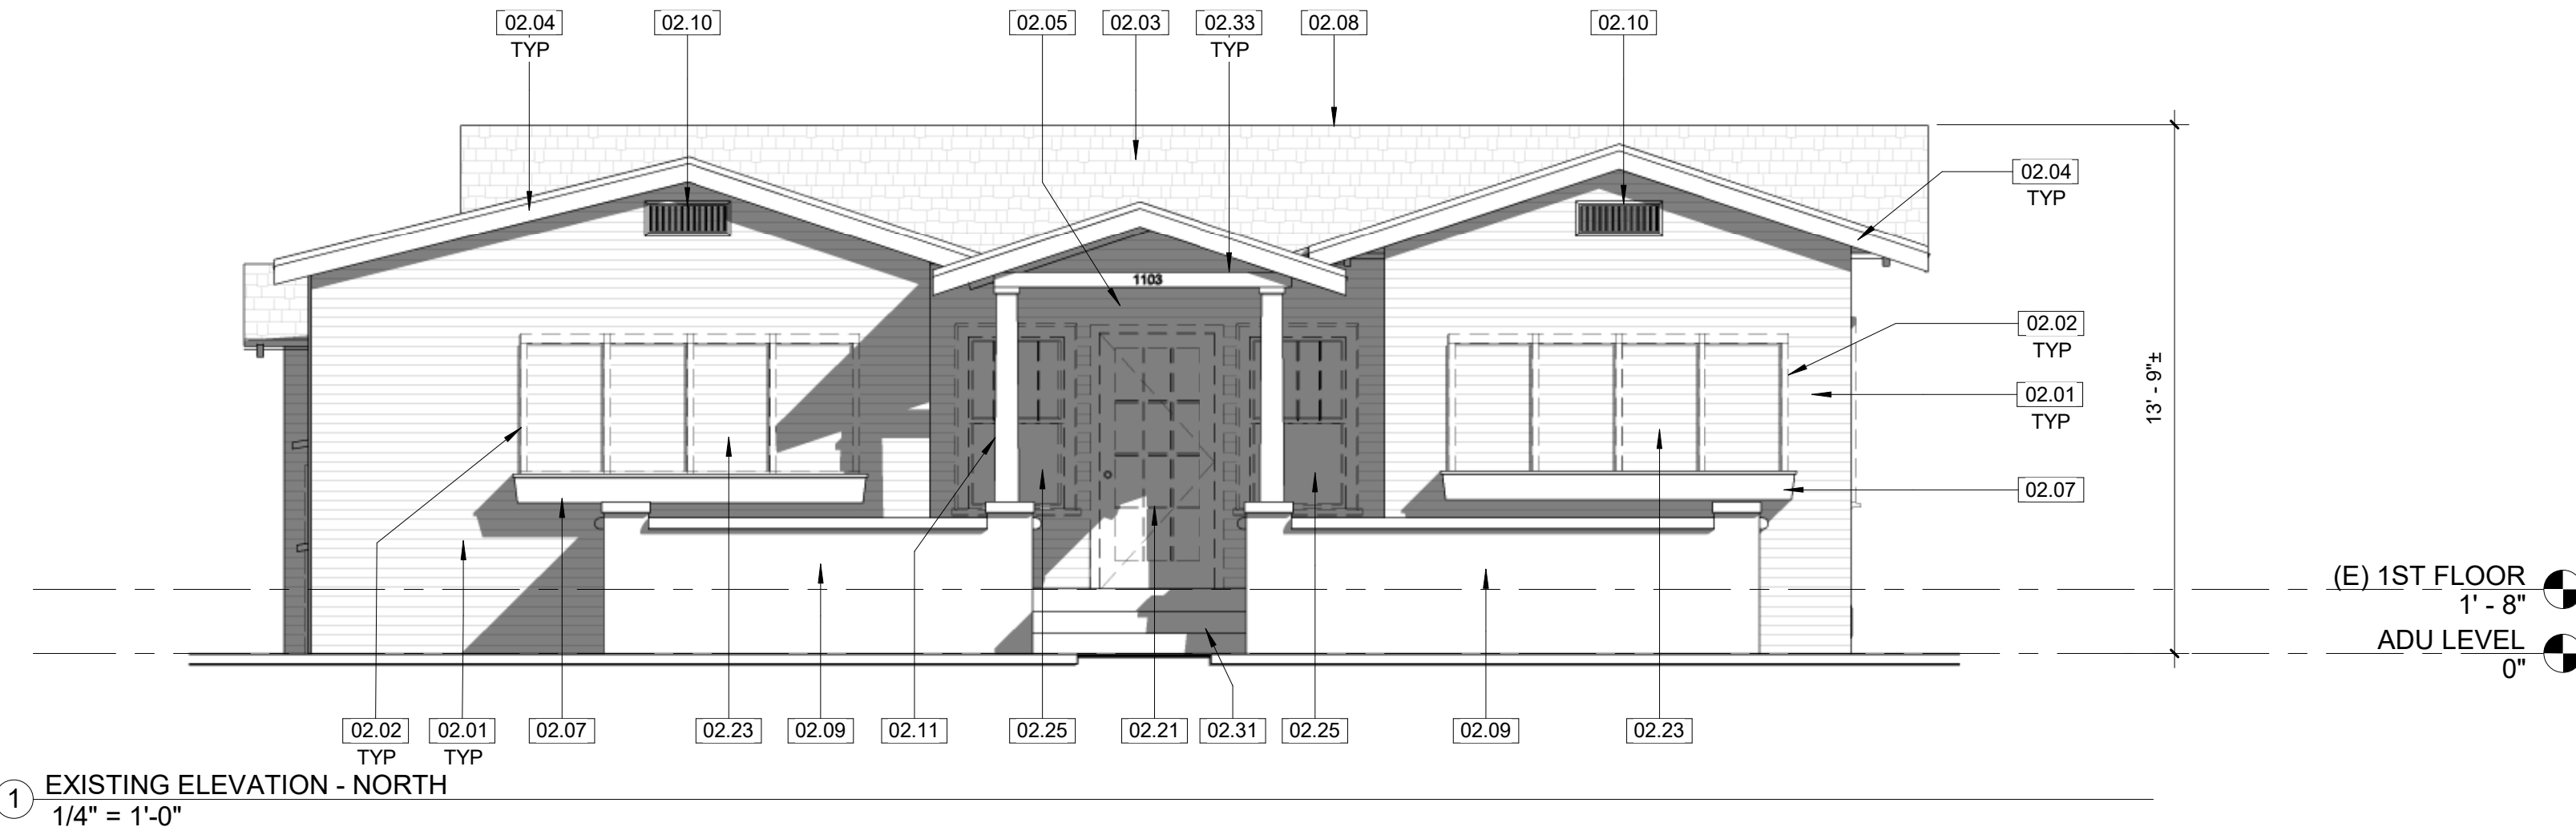 02.04
TYP
02.10
02.05
02.03
02.33
TYP
02.08
02.10
02.04
TYP
1103
02.02
TYP
02.01
TYP
13' - 9"±
02.07
(E) 1ST FLOOR
1' - 8"
ADU LEVEL
0"
02.02
TYP
02.01
TYP
02.07
02.23
02.09
02.11
02.25
02.21
02.31
02.25
02.09
02.23
1
EXISTING ELEVATION - NORTH
1/4" = 1'-0"